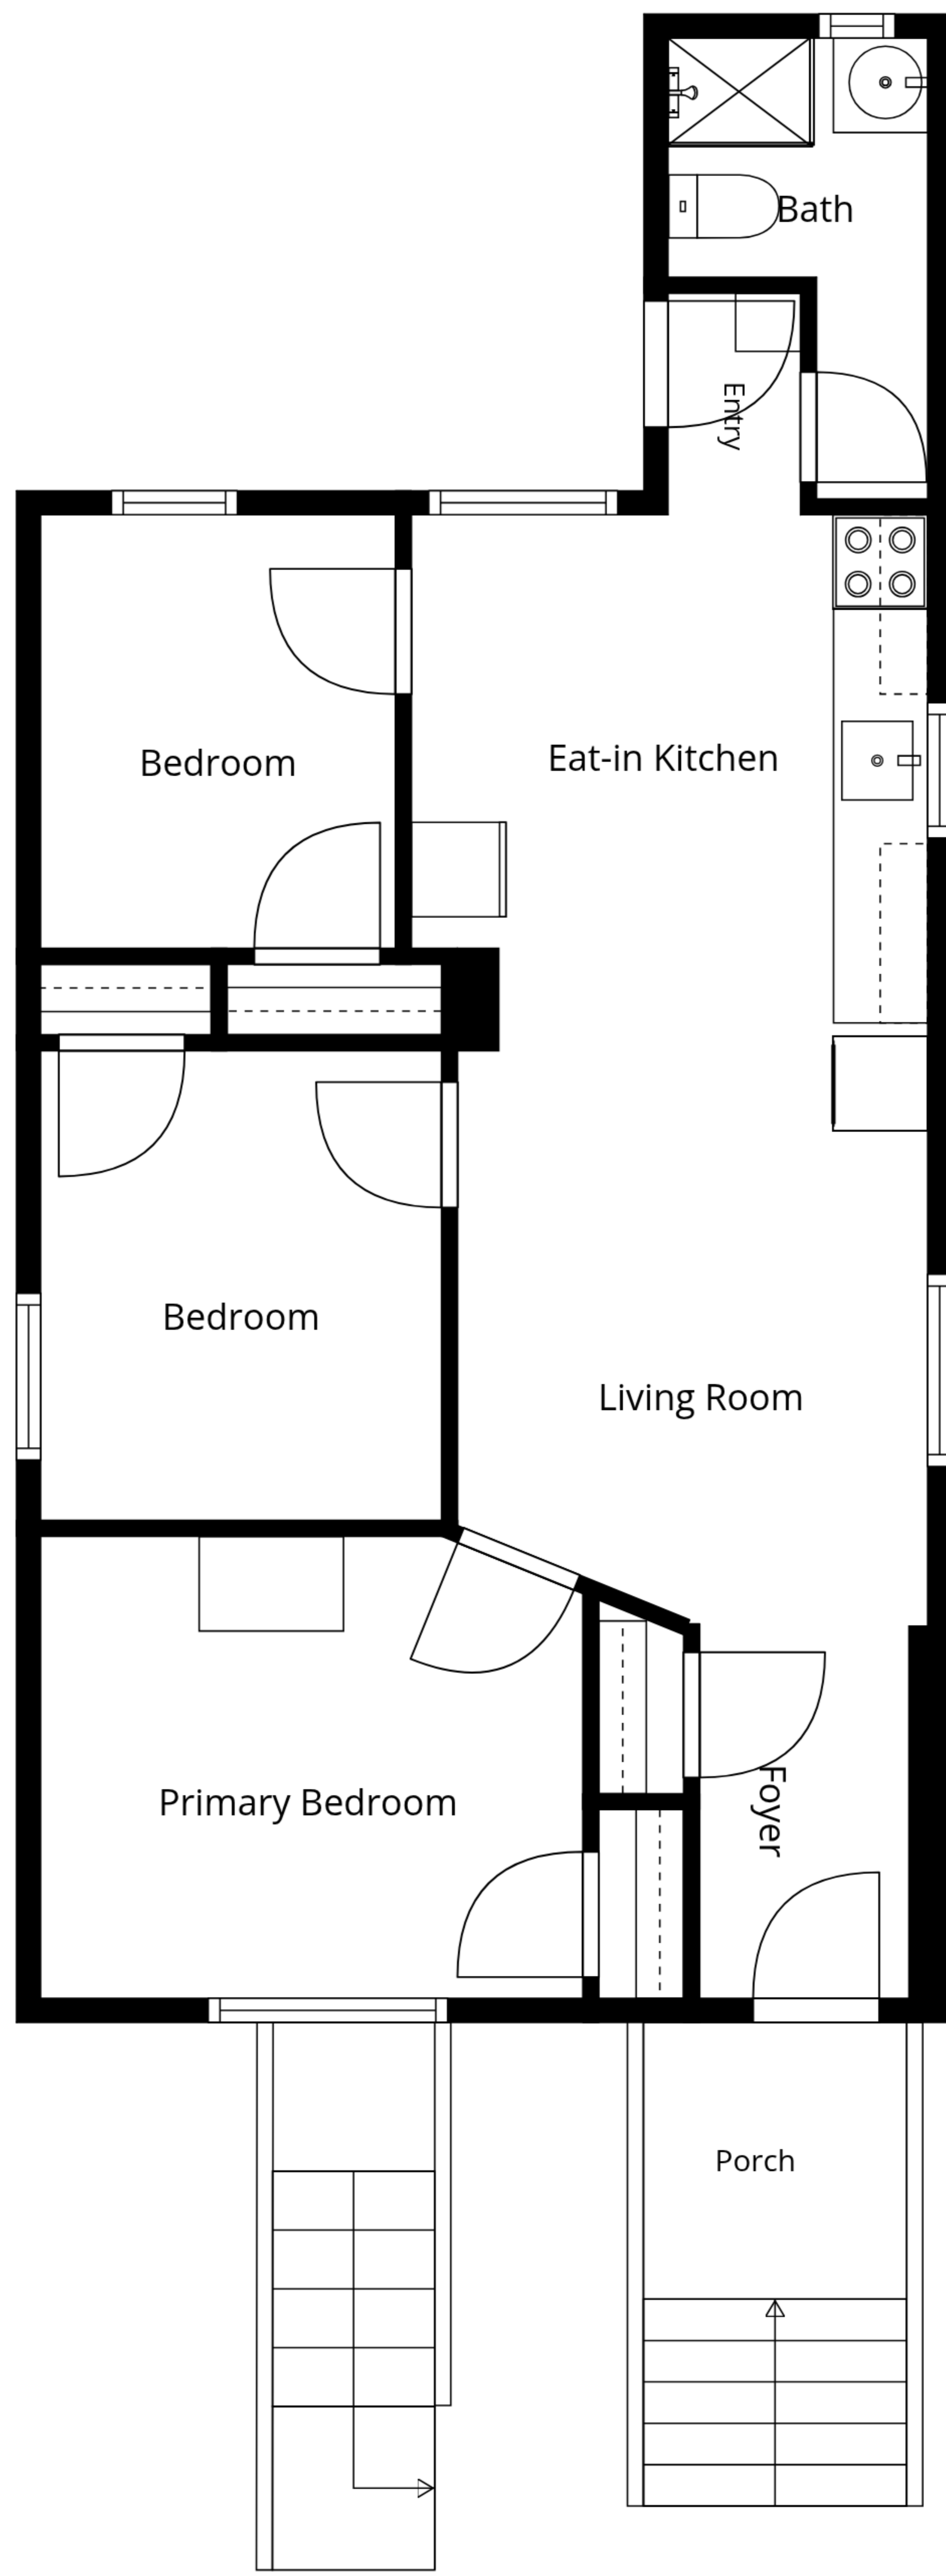 Bath
Entry
Bedroom
Eat-in Kitchen
Bedroom
Living Room
Primary Bedroom
Foyer
Porch